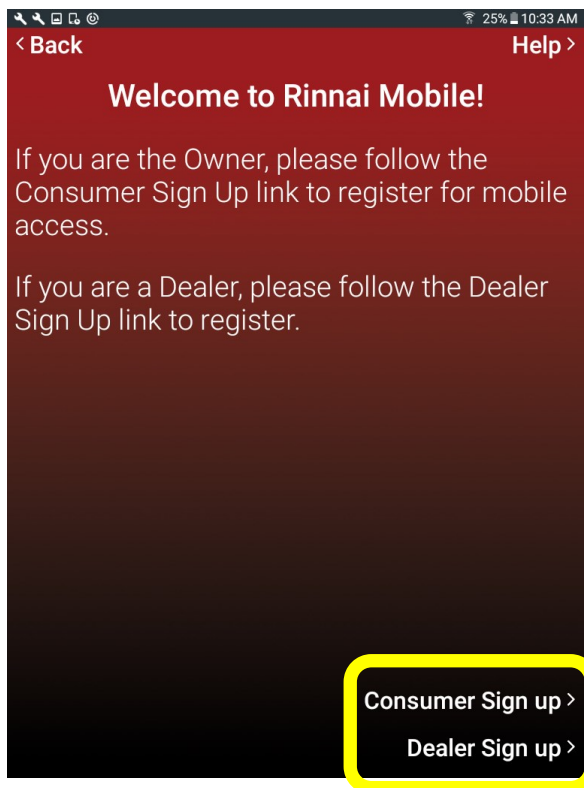 25% 10:33 AM
< Back Help >
Welcome to Rinnai Mobile!
If you are the Owner, please follow the
Consumer Sign Up link to register for mobile
access.
If you are a Dealer, please follow the Dealer
Sign Up link to register.
Consumer Sign up >
Dealer Sign up >